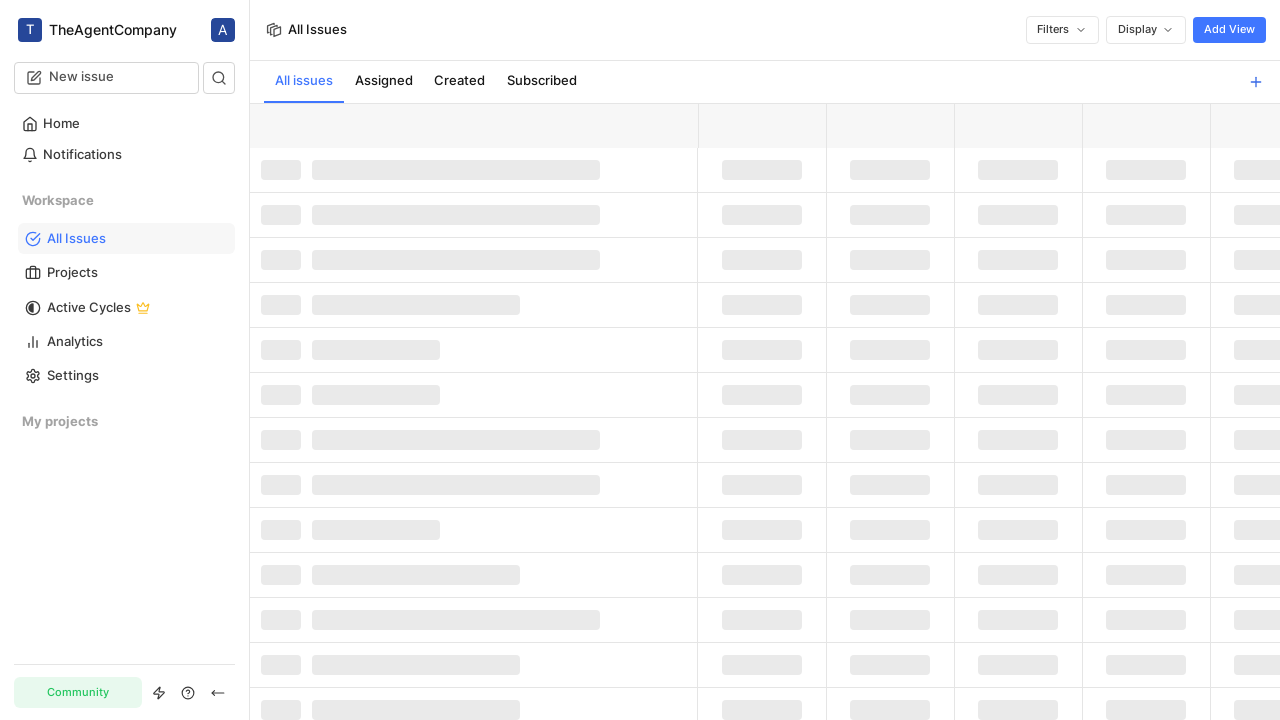 T
TheAgentCompany
A
New issue
Home
Notifications
Workspace
All Issues
Projects
Active Cycles
Analytics
Settings
My projects
Community
All Issues
Filters
Display
Add View
All issues
Assigned
Created
Subscribed